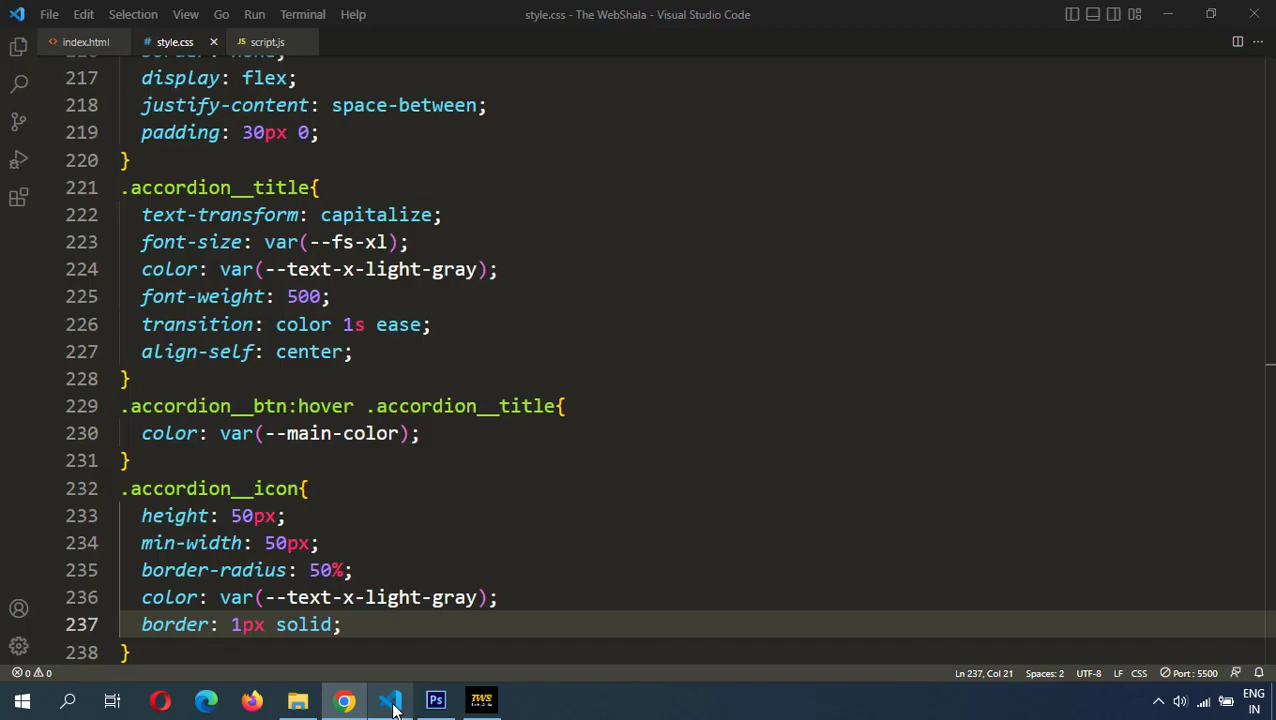 File Edit Selection View Go Run Terminal Help style.css - The WebShala - Visual Studio Code
index.html # style.css script.js
217 display: flex;
218 justify-content: space-between;
219 padding: 30px 0;
220 }
221 .accordion__title{
222 text-transform: capitalize;
223 font-size: var(--fs-xl);
224 color: var(--text-x-light-gray);
225 font-weight: 500;
226 transition: color 1s ease;
227 align-self: center;
228 }
229 .accordion__btn:hover .accordion__title{
230 color: var(--main-color);
231 }
232 .accordion__icon{
233 height: 50px;
234 min-width: 50px;
235 border-radius: 50%;
236 color: var(--text-x-light-gray);
237 border: 1px solid;
238 }
0 0 Ln 237, Col 21 Spaces: 2 UTF-8 LF CSS Port : 5500
Ps TWS ENG
IN